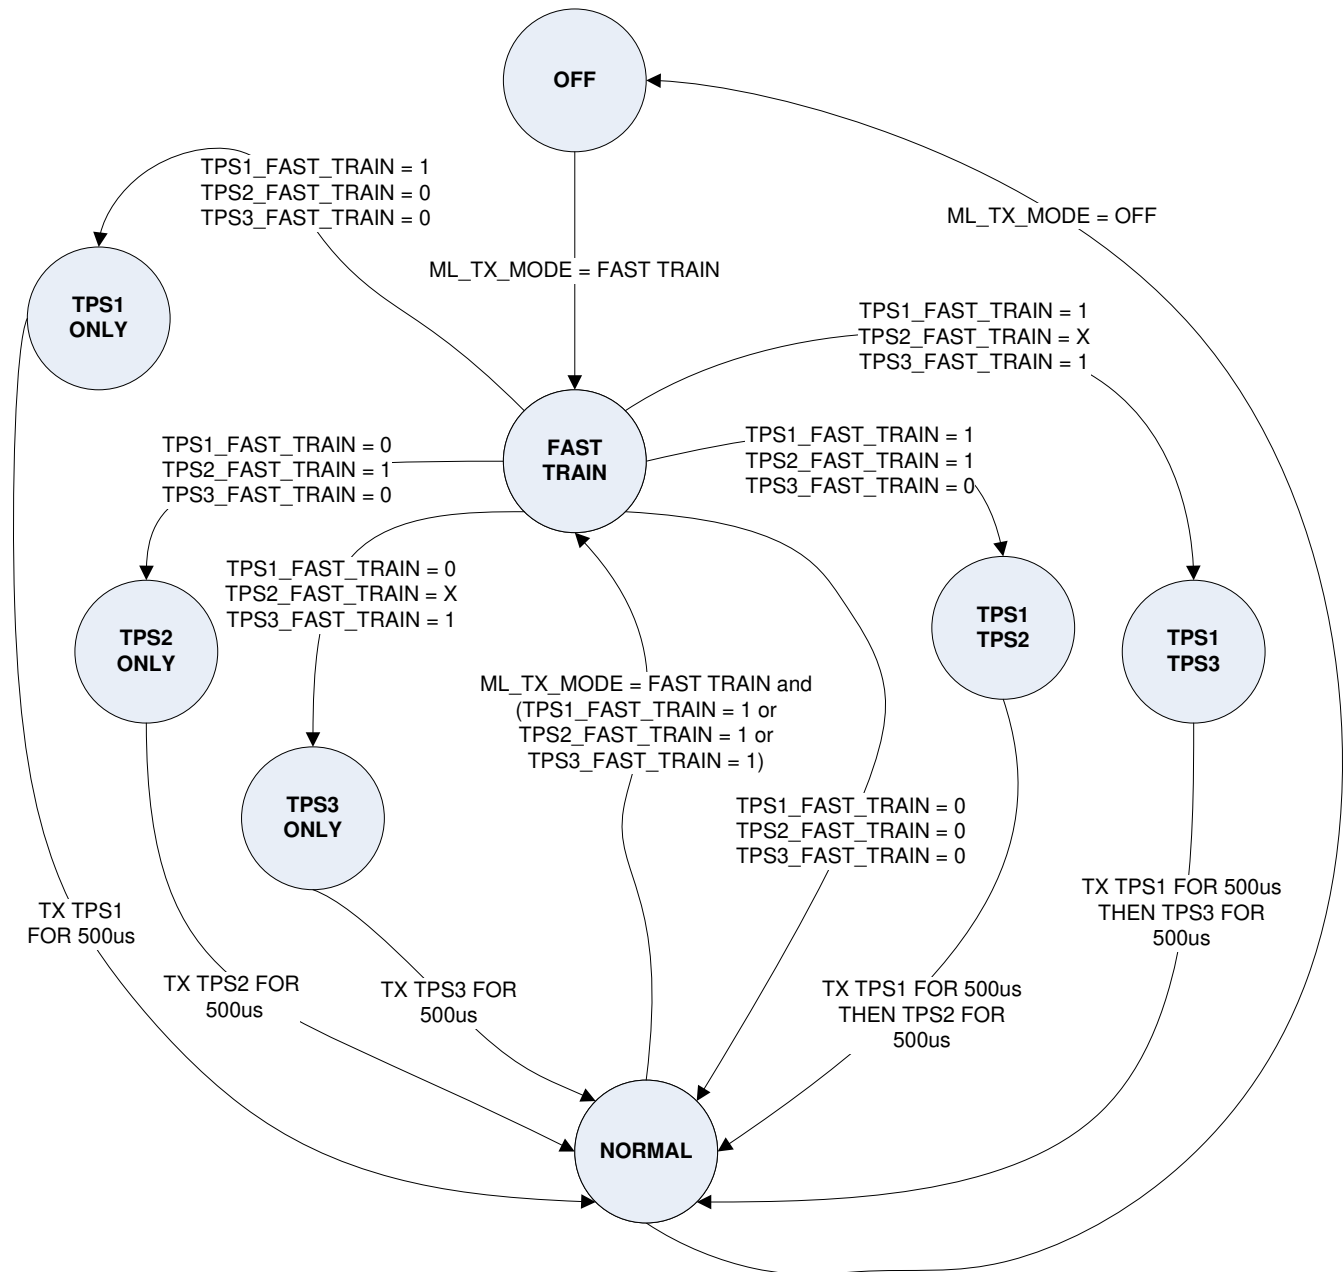 OFF
TPS1_FAST_TRAIN = 1
TPS2_FAST_TRAIN = 0
TPS3_FAST_TRAIN = 0
ML_TX_MODE = OFF
ML_TX_MODE = FAST TRAIN
TPS1
ONLY
TPS1_FAST_TRAIN = 1
TPS2_FAST_TRAIN = X
TPS3_FAST_TRAIN = 1
FAST
TRAIN
TPS1_FAST_TRAIN = 0
TPS2_FAST_TRAIN = 1
TPS3_FAST_TRAIN = 0
TPS1_FAST_TRAIN = 1
TPS2_FAST_TRAIN = 1
TPS3_FAST_TRAIN = 0
TPS1_FAST_TRAIN = 0
TPS2_FAST_TRAIN = X
TPS3_FAST_TRAIN = 1
TPS2
ONLY
TPS1
TPS2
TPS1
TPS3
ML_TX_MODE = FAST TRAIN and
(TPS1_FAST_TRAIN = 1 or
TPS2_FAST_TRAIN = 1 or
TPS3_FAST_TRAIN = 1)
TPS3
ONLY
TPS1_FAST_TRAIN = 0
TPS2_FAST_TRAIN = 0
TPS3_FAST_TRAIN = 0
TX TPS1
FOR 500us
TX TPS1 FOR 500us
THEN TPS3 FOR
500us
TX TPS2 FOR
500us
TX TPS3 FOR
500us
TX TPS1 FOR 500us
THEN TPS2 FOR
500us
NORMAL